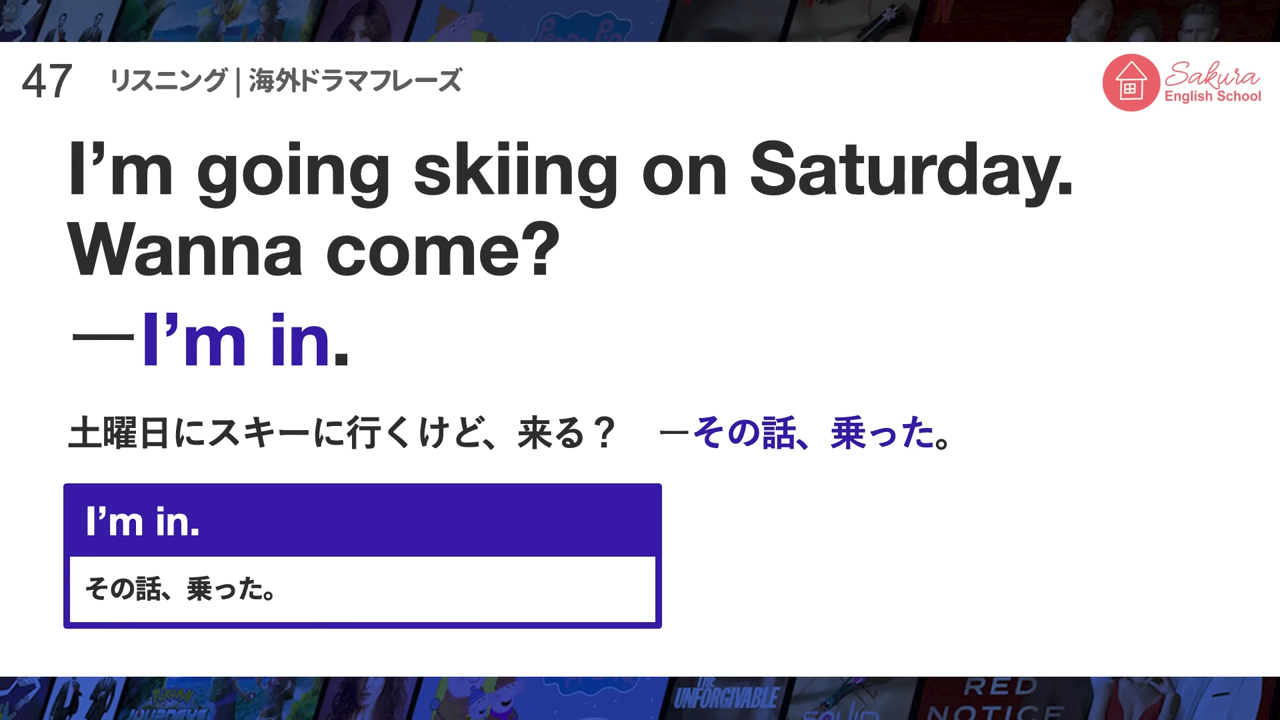 47 リスニング | 海外ドラマフレーズ
Sakura
English School
I'm going skiing on Saturday.
Wanna come?
—I'm in.
土曜日にスキーに行くけど、来る？ —その話、乗った。
I'm in.
その話、乗った。
THE
UNFORGIVABLE
RED
NOTICE